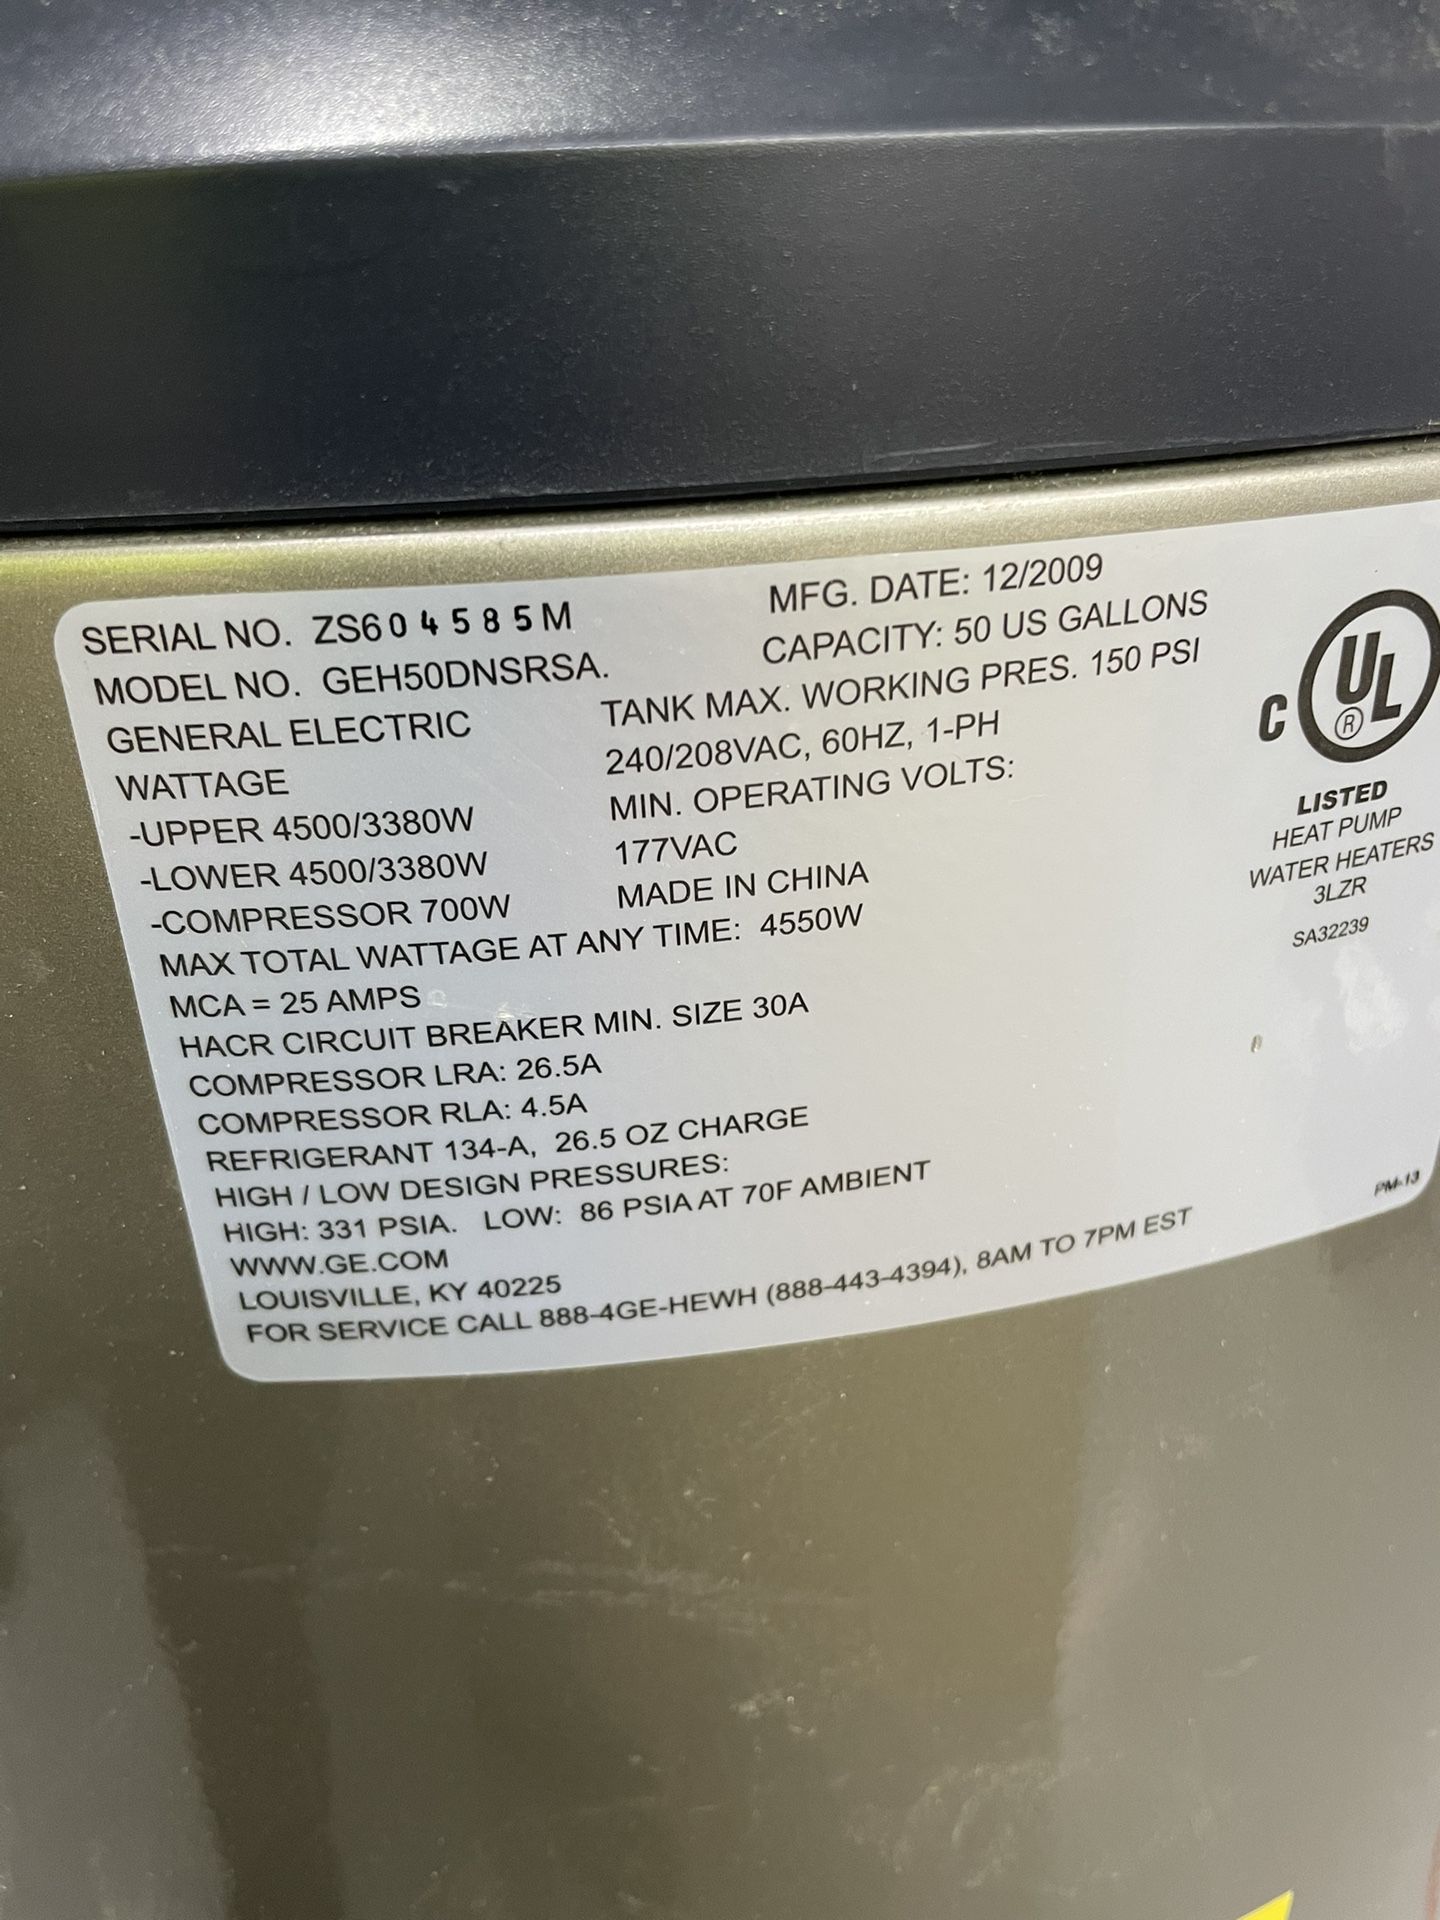 SERIAL NO. ZS604585M
MFG. DATE: 12/2009
MODEL NO. GEH50DNSRSA.
CAPACITY: 50 US GALLONS
GENERAL ELECTRIC
TANK MAX. WORKING PRES. 150 PSI
WATTAGE
240/208VAC, 60HZ, 1-PH
-UPPER 4500/3380W
MIN. OPERATING VOLTS:
-LOWER 4500/3380W
177VAC
-COMPRESSOR 700W
MADE IN CHINA
MAX TOTAL WATTAGE AT ANY TIME: 4550W
MCA = 25 AMPS
HACR CIRCUIT BREAKER MIN. SIZE 30A
COMPRESSOR LRA: 26.5A
COMPRESSOR RLA: 4.5A
REFRIGERANT 134-A, 26.5 OZ CHARGE
HIGH / LOW DESIGN PRESSURES:
HIGH: 331 PSIA. LOW: 86 PSIA AT 70F AMBIENT
WWW.GE.COM
LOUISVILLE, KY 40225
FOR SERVICE CALL 888-4GE-HEWH (888-443-4394), 8AM TO 7PM EST
C UL ®
LISTED
HEAT PUMP
WATER HEATERS
3LZR
SA32239
PM-13